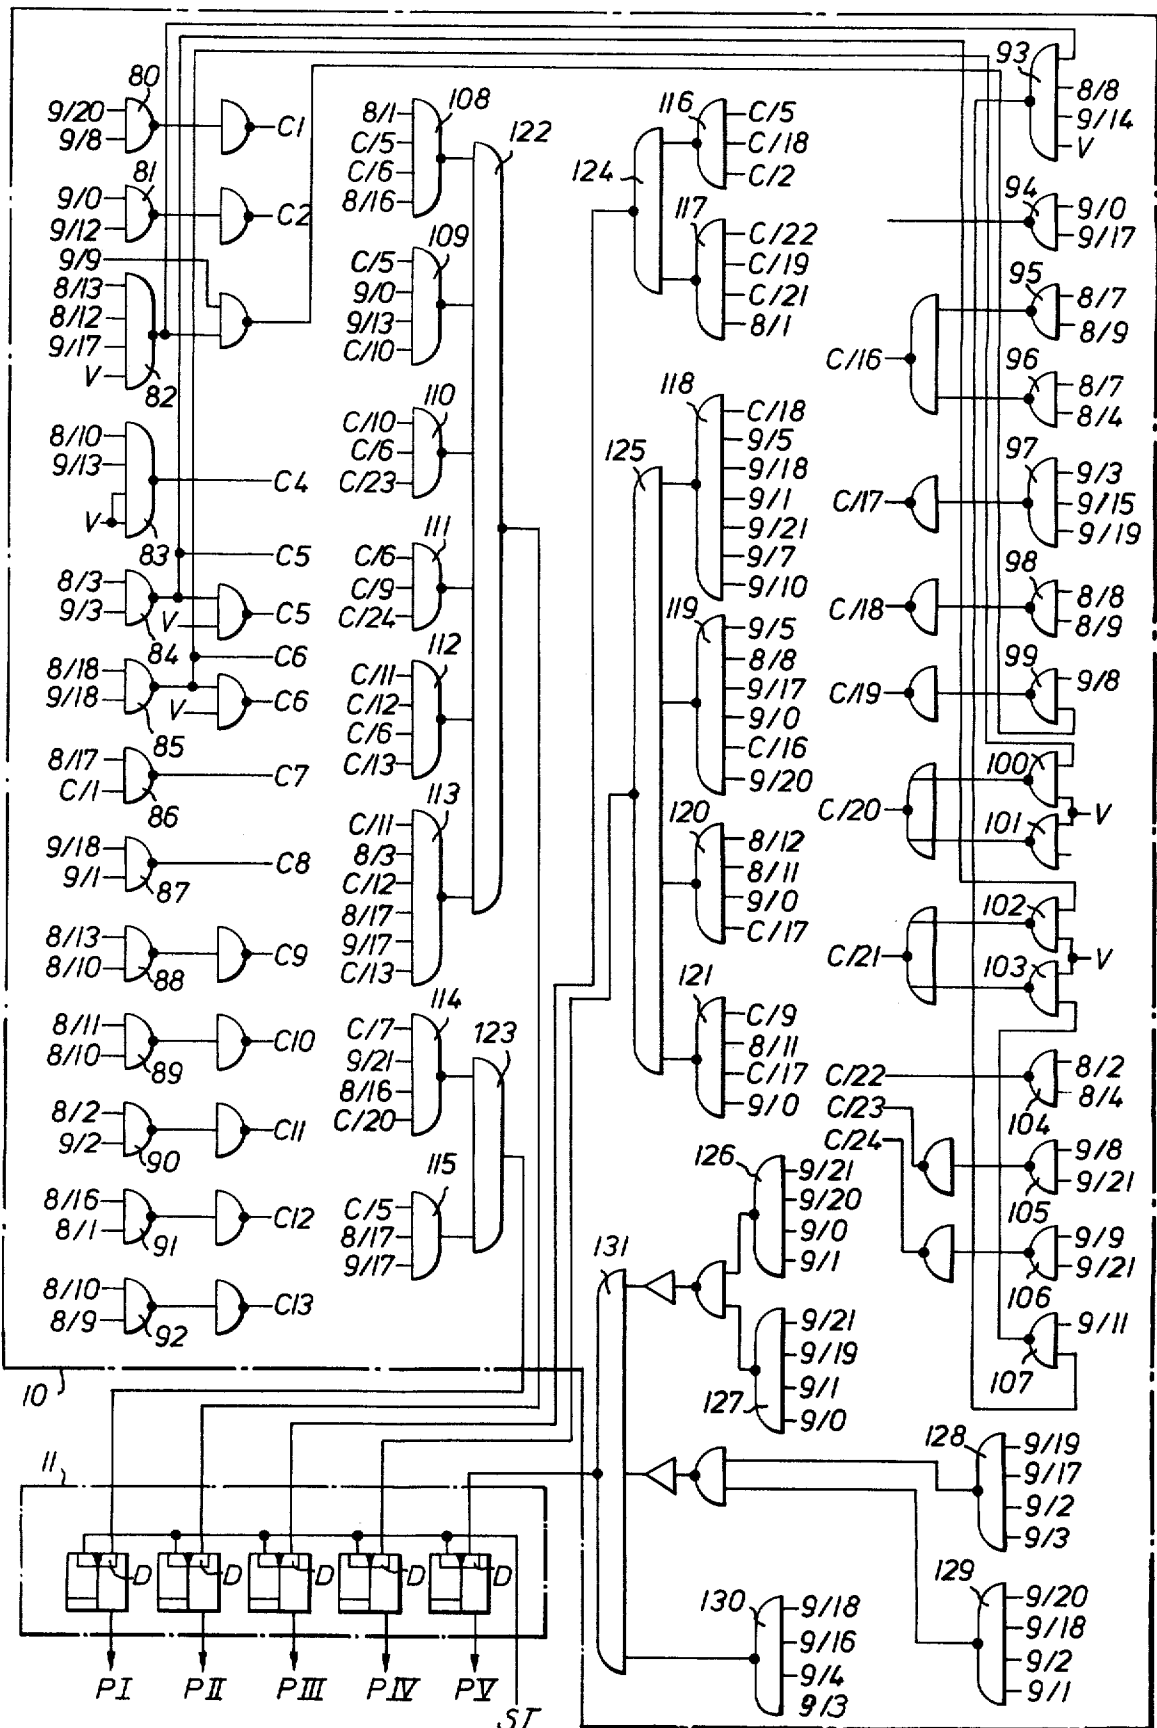 80
9/20
9/8
C1
81
9/0
9/12
C2
9/9
8/13
8/12
9/17
V
82
8/10
9/13
V
83
C4
C5
8/3
9/3
84
V
C5
C6
8/18
9/18
85
V
C6
8/17
C/1
86
C7
9/18
9/1
87
C8
8/13
8/10
88
C9
8/11
8/10
89
C10
8/2
9/2
90
C11
8/16
8/1
91
C12
8/10
8/9
92
C13
8/1
C/5
C/6
8/16
108
122
C/5
9/0
9/13
C/10
109
C/10
C/6
C/23
110
C/6
C/9
C/24
111
C/11
C/12
C/6
C/13
112
C/11
8/3
C/12
8/17
9/17
C/13
113
C/7
9/21
8/16
C/20
114
123
C/5
8/17
9/17
115
116
C/5
C/18
C/2
124
117
C/22
C/19
C/21
8/1
118
C/18
9/5
9/18
9/1
9/21
9/7
9/10
125
119
9/5
8/8
9/17
9/0
C/16
9/20
120
8/12
8/11
9/0
C/17
121
C/9
8/11
C/17
9/0
126
9/21
9/20
9/0
9/1
131
127
9/21
9/19
9/1
9/0
128
9/19
9/17
9/2
9/3
129
9/20
9/18
9/2
9/1
130
9/18
9/16
9/4
9/3
93
8/8
9/14
V
94
9/0
9/17
95
8/7
8/9
C/16
96
8/7
8/4
97
9/3
9/15
9/19
C/17
98
8/8
8/9
C/18
99
9/8
C/19
100
C/20
V
101
102
C/21
V
103
C/22
8/2
8/4
104
C/23
C/24
9/8
9/21
105
9/9
9/21
106
9/11
107
10
11
D
D
D
D
D
PI
PII
PIII
PIV
PV
ST